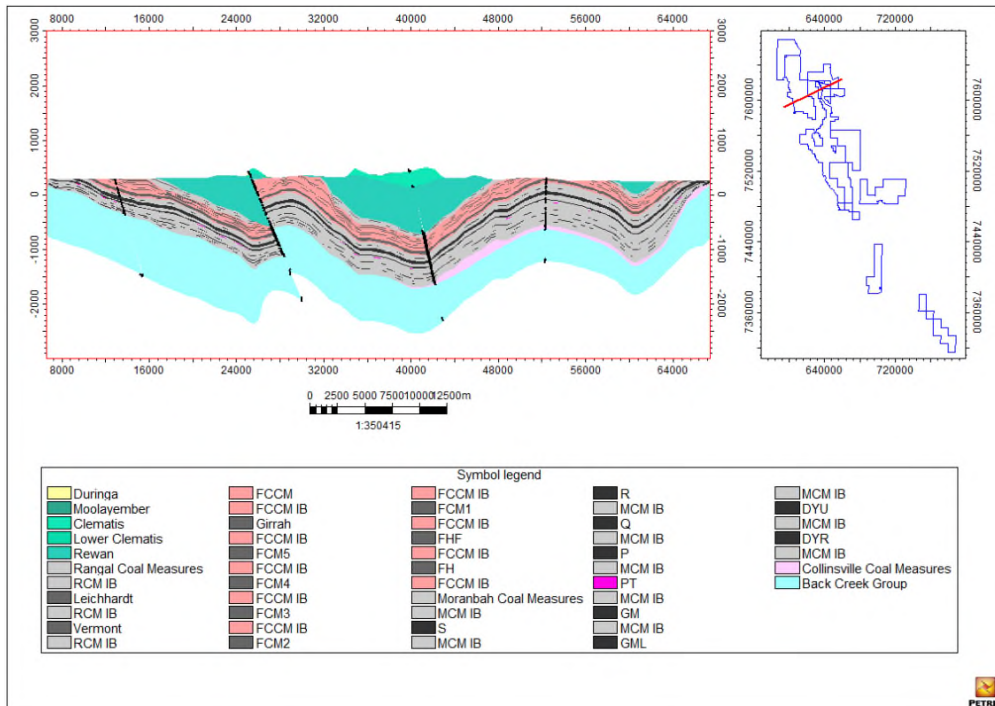 8000 16000 24000 32000 40000 48000 56000 64000
3000 2000 1000 0 -1000 -2000
3000 2000 1000 0 -1000 -2000
8000 16000 24000 32000 40000 48000 56000 64000
0 2500 5000 7500 10000 12500m
1:350415
640000 720000
7600000 7520000 7440000 7360000
7600000 7520000 7440000 7360000
640000 720000
Symbol legend
Duringa
Moolayember
Clematis
Lower Clematis
Rewan
Rangal Coal Measures
RCM IB
Leichhardt
RCM IB
Vermont
RCM IB
FCCM
FCCM IB
Girrah
FCCM IB
FCM5
FCCM IB
FCM4
FCCM IB
FCM3
FCCM IB
FCM2
FCCM IB
FCM1
FCCM IB
FHF
FCCM IB
FH
FCCM IB
Moranbah Coal Measures
MCM IB
S
MCM IB
R
MCM IB
Q
MCM IB
P
MCM IB
PT
MCM IB
GM
MCM IB
GML
MCM IB
DYU
MCM IB
DYR
MCM IB
Collinsville Coal Measures
Back Creek Group